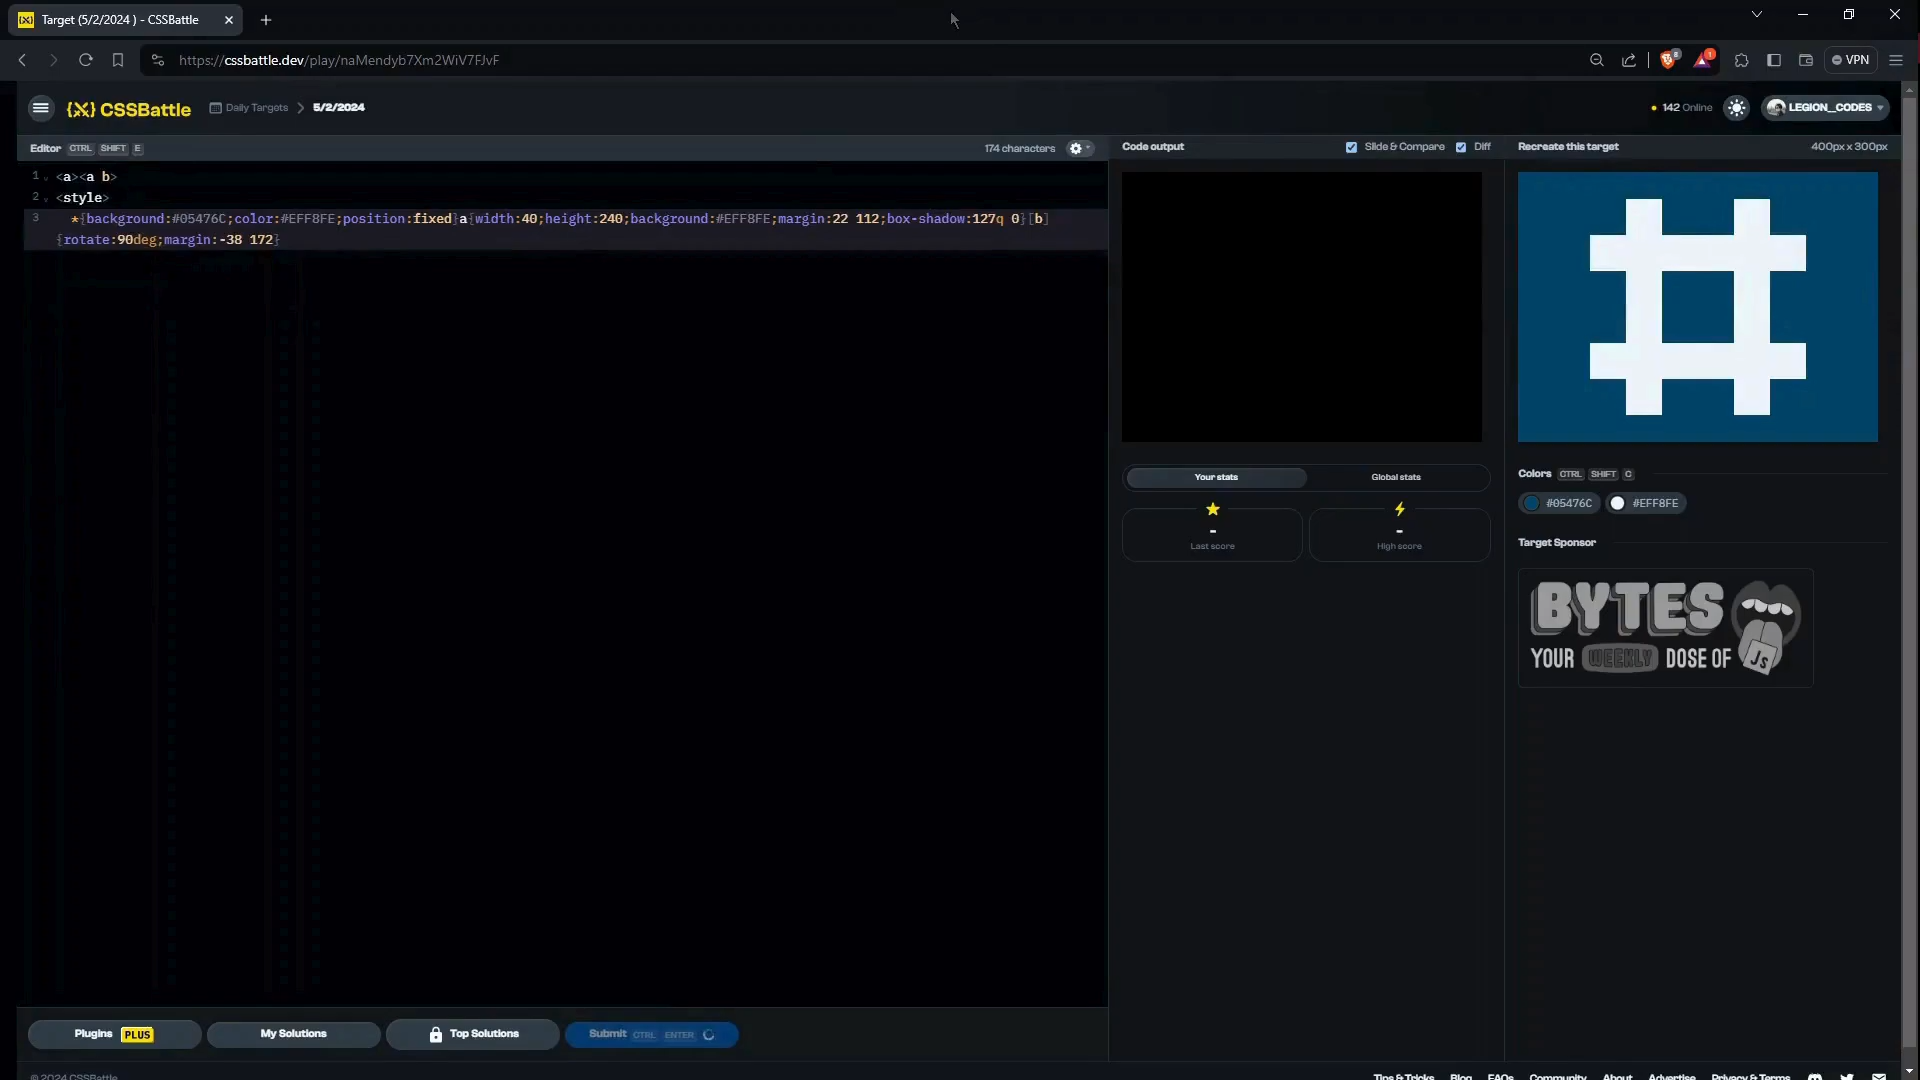 Target (5/2/2024 ) - CSSBattle
https://cssbattle.dev/play/naMendyb7Xm2WiV7FJvF
8
1
VPN
{X} CSSBattle
Daily Targets
5/2/2024
142 Online
LEGION__CODES
Editor CTRL SHIFT E
174 characters
Code output
Slide & Compare
Diff
Recreate this target
400px x 300px
1 <a><a b>
2 <style>
3 *{background:#05476C;color:#EFF8FE;position:fixed}a{width:40;height:240;background:#EFF8FE;margin:22 112;box-shadow:127q 0}[b]
{rotate:90deg;margin:-38 172}
Your stats
Global stats
-
Last score
-
High score
Colors CTRL SHIFT C
#05476C
#EFF8FE
Target Sponsor
BYTES
YOUR WEEKLY DOSE OF JS
Plugins PLUS
My Solutions
Top Solutions
Submit CTRL ENTER
© 2024 CSSBattle
Tips & Tricks
Blog
FAQs
Community
About
Advertise
Privacy & Terms